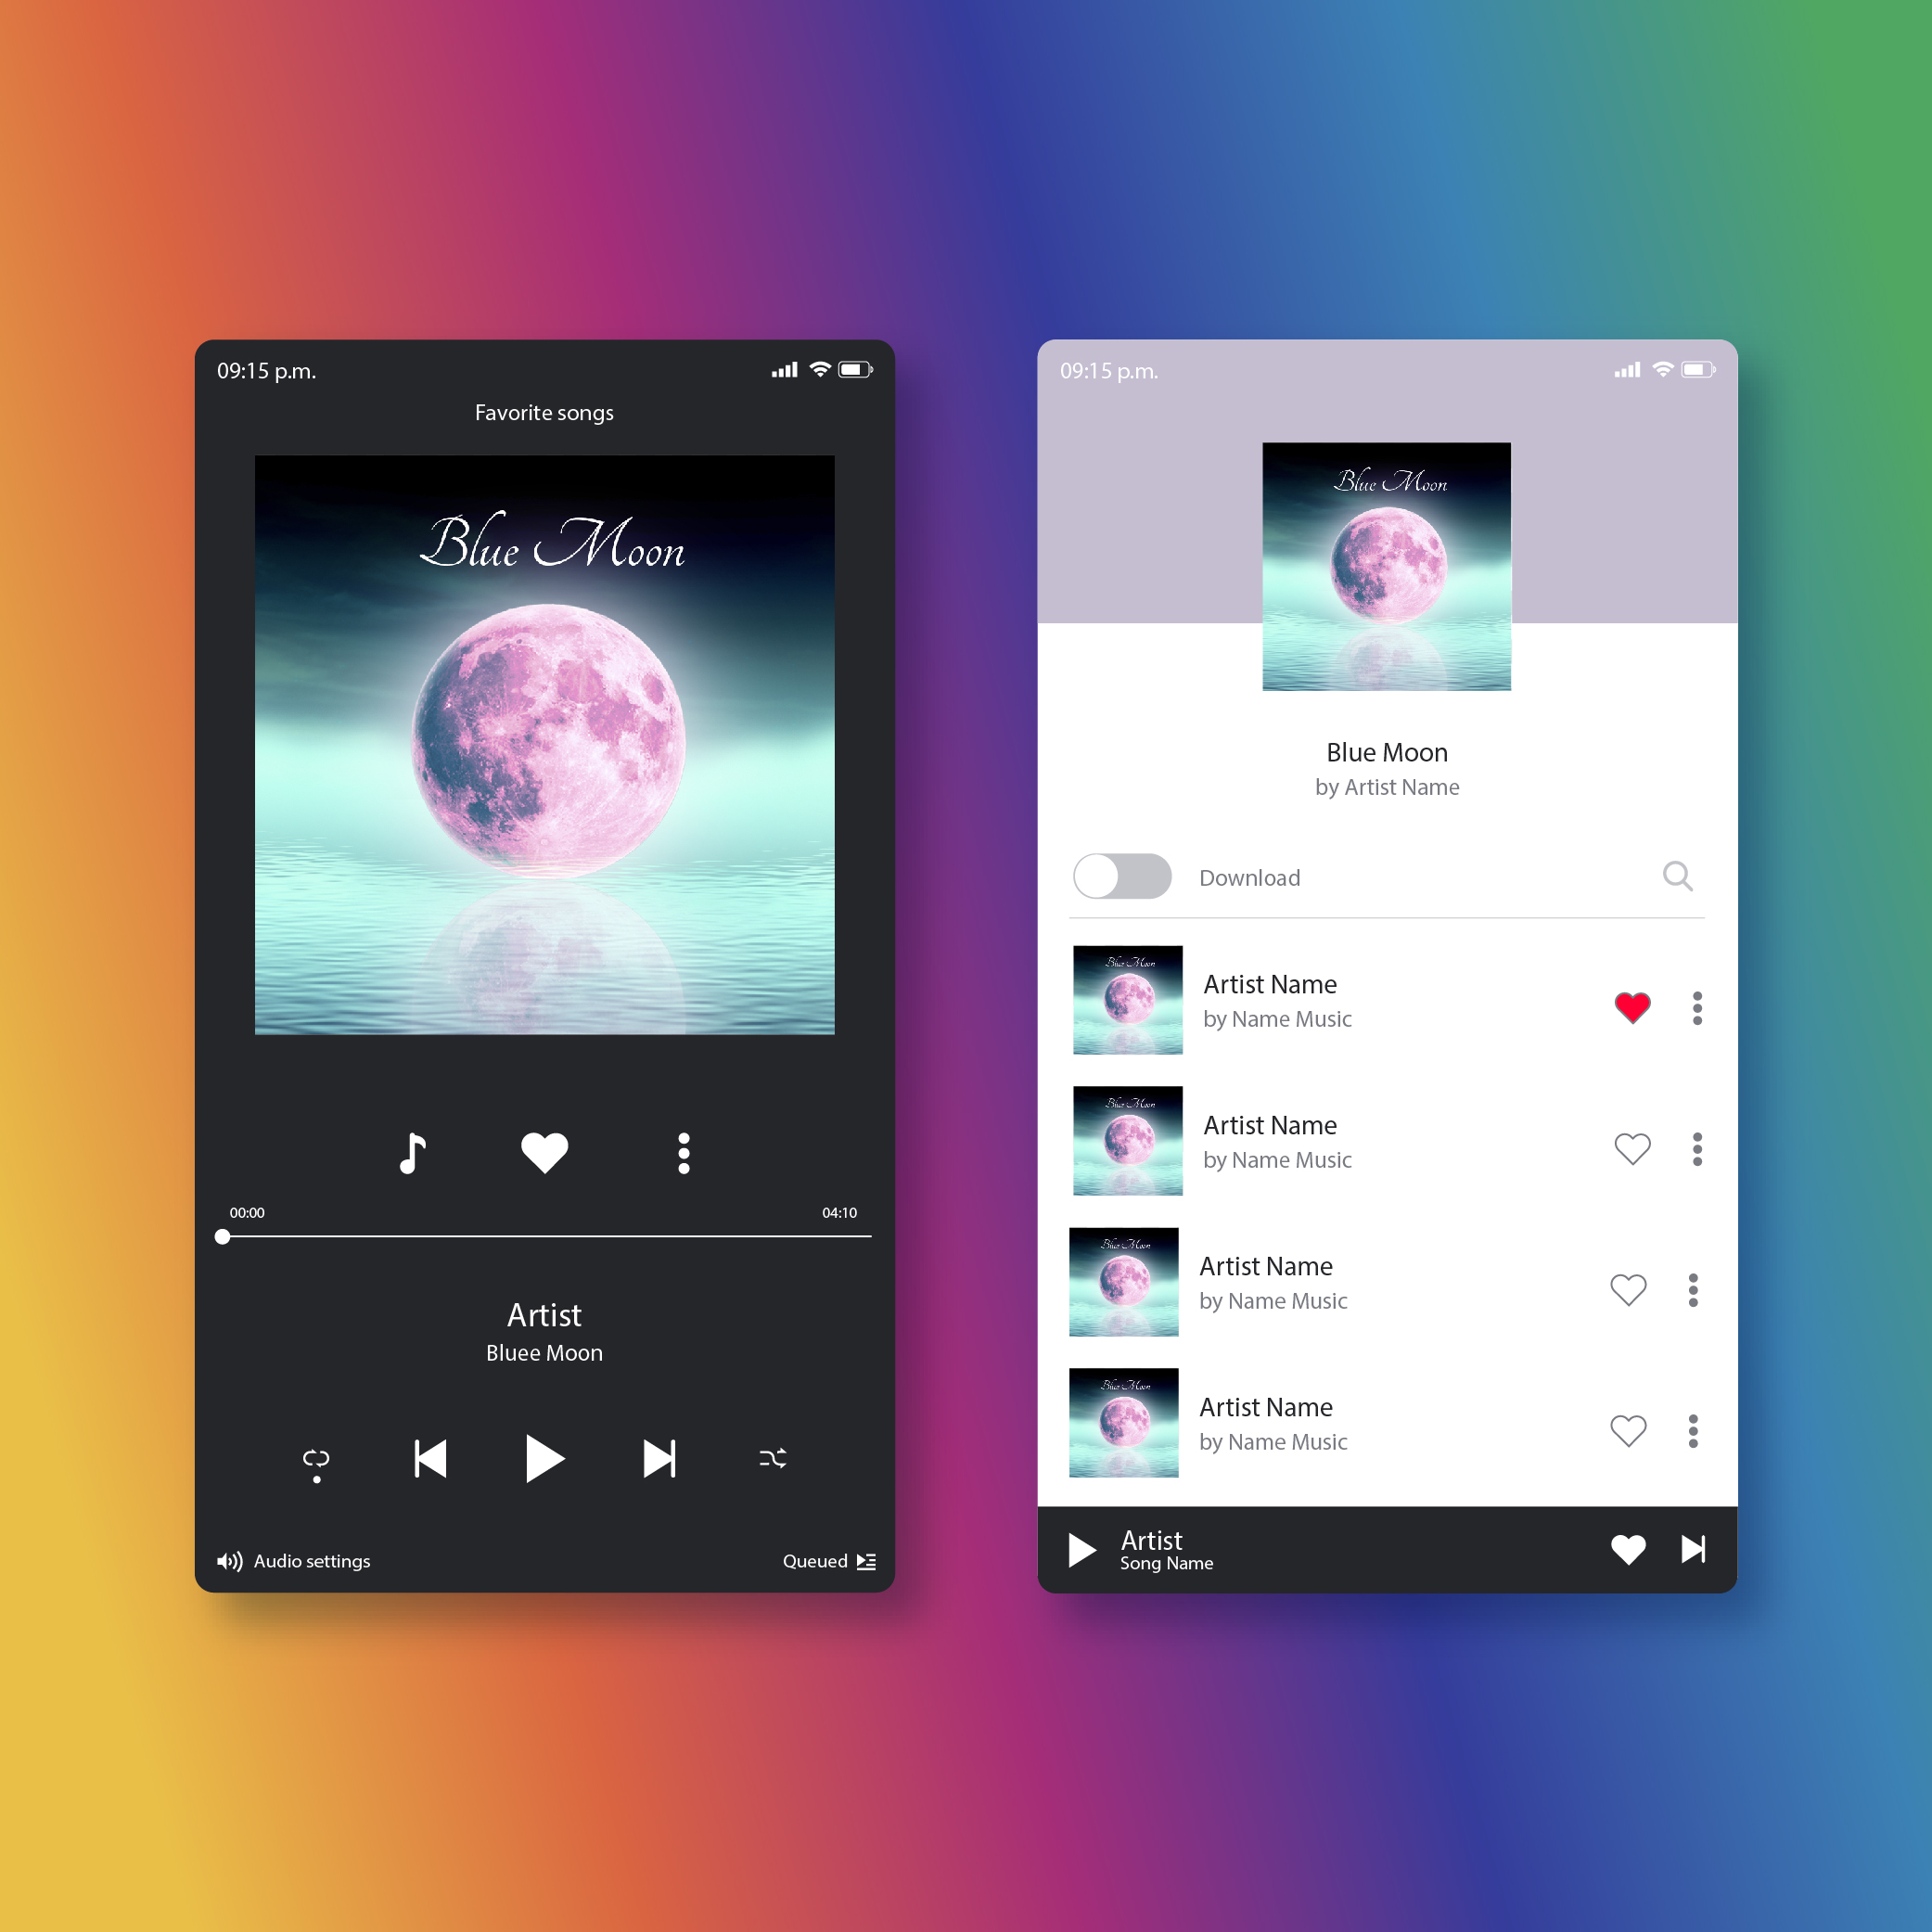 09:15 p.m.
Favorite songs
Blue Moon
00:00 04:10
Artist
Bluee Moon
Audio settings
Queued
09:15 p.m.
Blue Moon
Blue Moon
by Artist Name
Download
Blue Moon
Artist Name
by Name Music
Blue Moon
Artist Name
by Name Music
Blue Moon
Artist Name
by Name Music
Blue Moon
Artist Name
by Name Music
Artist
Song Name